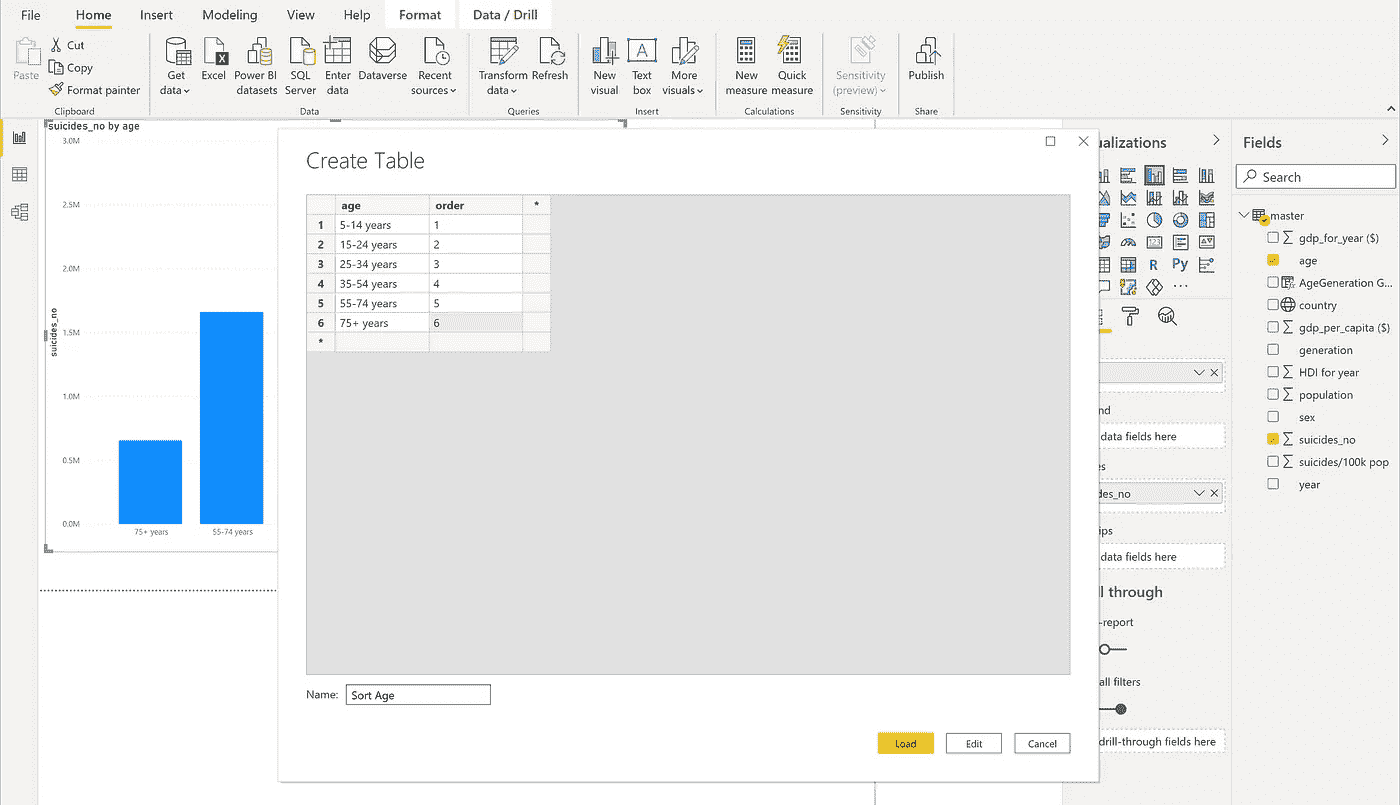 File Home Insert Modeling View Help Format Data / Drill
Paste
Cut
Copy
Format painter
Clipboard
Get data
Excel
Power BI datasets
SQL Server
Enter data
Dataverse
Recent sources
Data
Transform data
Refresh
Queries
New visual
Text box
More visuals
Insert
New measure
Quick measure
Calculations
Sensitivity (preview)
Sensitivity
Publish
Share
suicides_no by age
3.0M
2.5M
2.0M
1.5M
1.0M
0.5M
0.0M
suicides_no
75+ years 55-74 years
Create Table
age order *
1 5-14 years 1
2 15-24 years 2
3 25-34 years 3
4 35-54 years 4
5 55-74 years 5
6 75+ years 6
*
Name: Sort Age
Load Edit Cancel
ualizations
123
R Py
nd
data fields here
es
des_no
ips
data fields here
ll through
-report
all filters
drill-through fields here
Fields
Search
master
gdp_for_year ($)
age
AgeGeneration G...
country
gdp_per_capita ($)
generation
HDI for year
population
sex
suicides_no
suicides/100k pop
year